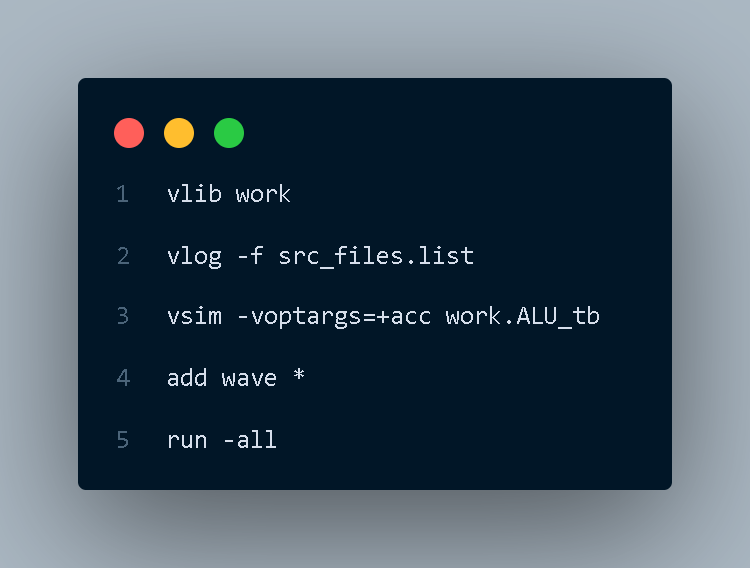 1 vlib work
2 vlog -f src_files.list
3 vsim -voptargs=+acc work.ALU_tb
4 add wave *
5 run -all